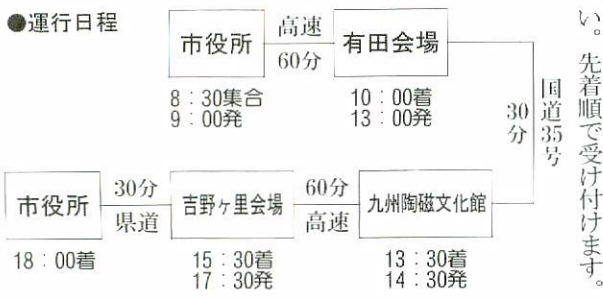 ●運行日程
市役所
高速
60分
有田会場
8：30集合
9：00発
10：00着
13：00発
国道35号
30分
九州陶磁文化館
60分
高速
吉野ヶ里会場
30分
県道
市役所
13：30着
14：30発
15：30着
17：30発
18：00着
い。先着順で受け付けます。